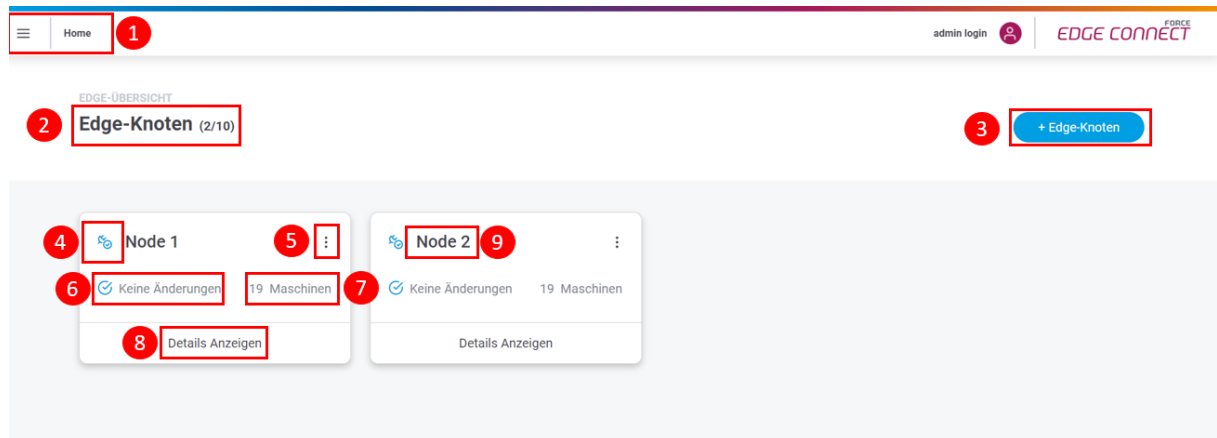 Home 1
admin login
FORCE
EDGE CONNECT
EDGE-ÜBERSICHT
2 Edge-Knoten (2/10)
3 + Edge-Knoten
4 Node 1 5
Node 2 9
6 Keine Änderungen 19 Maschinen 7
Keine Änderungen 19 Maschinen
8 Details Anzeigen
Details Anzeigen